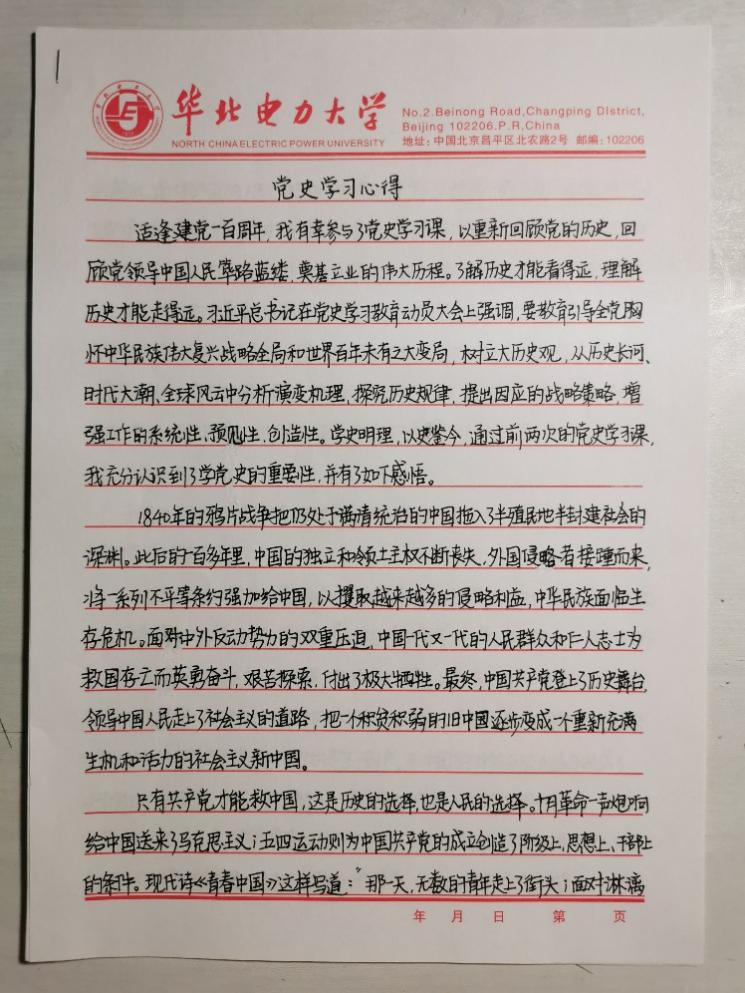 华北电力大学
NORTH CHINA ELECTRIC POWER UNIVERSITY
No.2.Beinong Road,Changping District,
Beijing 102206.P.R,China
地址:中国北京昌平区北农路2号 邮编:102206
党史学习心得
适逢建党一百周年,我有幸参与了党史学习课,以重新回顾党的历史,回
顾党领导中国人民筚路蓝缕,奠基立业的伟大历程。了解历史才能看得远,理解
历史才能走得远。习近平总书记在党史学习教育动员大会上强调,要教育引导全党胸
怀中华民族伟大复兴战略全局和世界百年未有之大变局,树立大历史观,从历史长河、
时代大潮、全球风云中分析演变机理、探究历史规律,提出因应的战略策略,增
强工作的系统性、预见性、创造性。学史明理,以史鉴今,通过前两次的党史学习课,
我充分认识到了学党史的重要性,并有了如下感悟。
1840年的鸦片战争把仍处于满清统治的中国拖入了半殖民地半封建社会的
深渊。此后的一百多年里,中国的独立和领土主权不断丧失,外国侵略者接踵而来,
将一系列不平等条约强加给中国,以攫取越来越多的侵略利益,中华民族面临生
存危机。面对中外反动势力的双重压迫,中国一代又一代的人民群众和仁人志士为
救国存亡而英勇奋斗,艰苦探索,付出了极大牺牲。最终,中国共产党登上了历史舞台,
领导中国人民走上了社会主义的道路,把一个积贫积弱的旧中国逐步变成一个重新充满
生机和活力的社会主义新中国。
只有共产党才能救中国,这是历史的选择,也是人民的选择。十月革命一声炮响
给中国送来了马克思主义;五四运动则为中国共产党的成立创造了阶级上、思想上、干部上
的条件。现代诗《青春中国》这样写道:“那一天,无数的青年走上了街头;面对淋漓
年 月 日 第 页